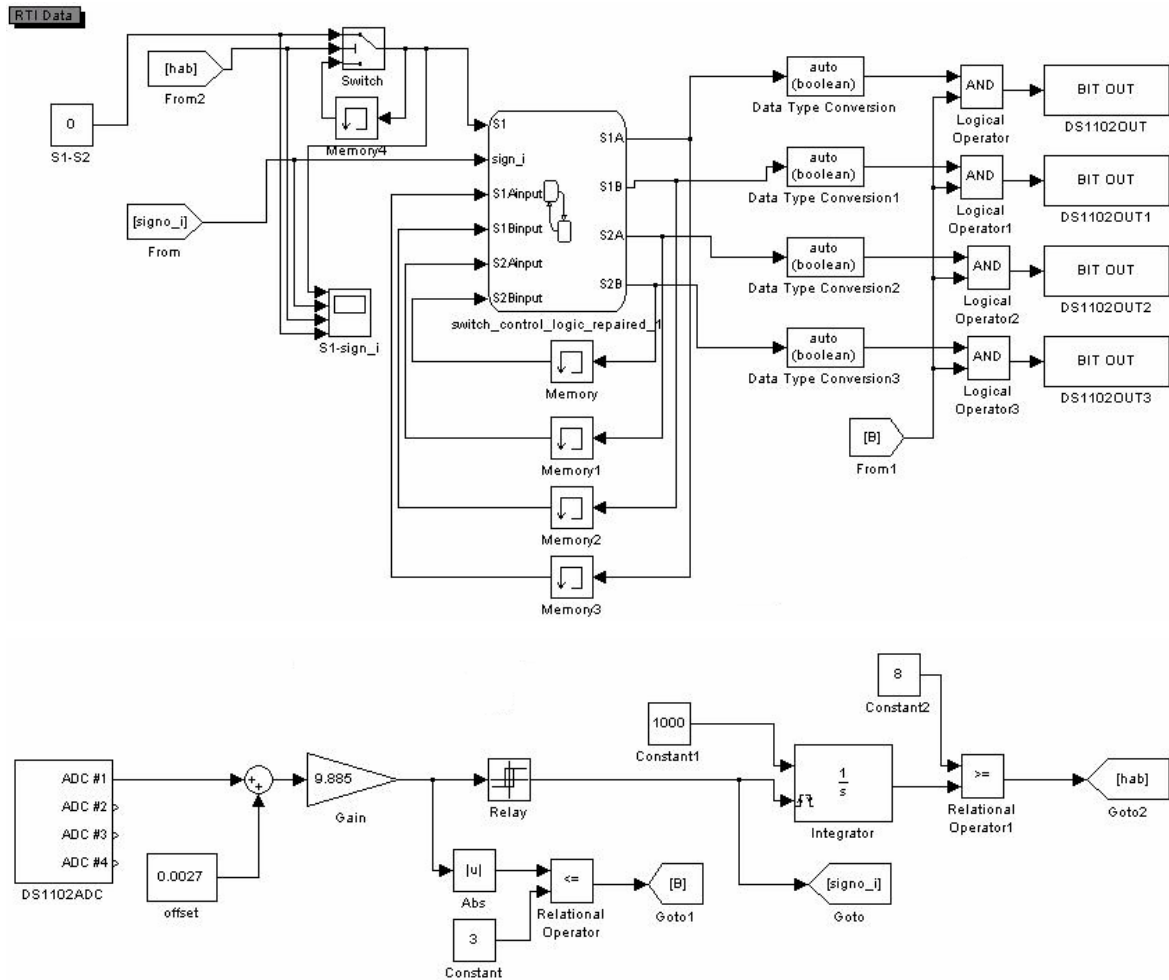 RTI Data
[hab]
From2
0
S1-S2
Switch
Memory4
[signo_i]
From
S1-sign_i
S1
sign_i
S1Ainput
S1Binput
S2Ainput
S2Binput
S1A
S1B
S2A
S2B
switch_control_logic_repaired_1
Memory
Memory1
Memory2
Memory3
auto
(boolean)
Data Type Conversion
auto
(boolean)
Data Type Conversion1
auto
(boolean)
Data Type Conversion2
auto
(boolean)
Data Type Conversion3
AND
Logical
Operator
AND
Logical
Operator1
AND
Logical
Operator2
AND
Logical
Operator3
BIT OUT
DS1102OUT
BIT OUT
DS1102OUT1
BIT OUT
DS1102OUT2
BIT OUT
DS1102OUT3
[B]
From1
ADC #1
ADC #2
ADC #3
ADC #4
DS1102ADC
0.0027
offset
+
+
9.885
Gain
Relay
|u|
Abs
3
Constant
<=
Relational
Operator
[B]
Goto1
1000
Constant1
1
s
Integrator
8
Constant2
>=
Relational
Operator1
[hab]
Goto2
[signo_i]
Goto